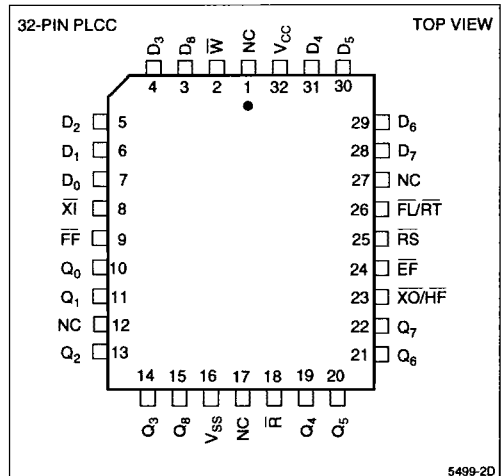 32-PIN PLCC
TOP VIEW
D₃ D₈ W̅ NC V_CC D₄ D₅
4 3 2 1 32 31 30
D₂ 5
D₁ 6
D₀ 7
X̅I̅ 8
F̅F̅ 9
Q₀ 10
Q₁ 11
NC 12
Q₂ 13
29 D₆
28 D₇
27 NC
26 F̅L̅/R̅T̅
25 R̅S̅
24 E̅F̅
23 X̅O̅/H̅F̅
22 Q₇
21 Q₆
14 15 16 17 18 19 20
Q₃ Q₈ V_SS NC R̅ Q₄ Q₅
5499-2D